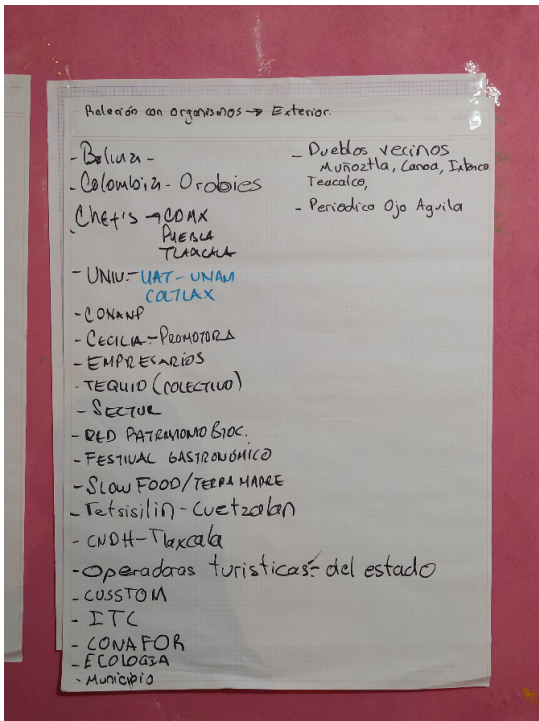 Relación con organismos → Exterior.
- Bolivia -
- Colombia - Orobies
Chef's → CDMX
PUEBLA
TLAXCALA
- UNIV.- UAT - UNAM
COLTLAX
- CONANP
- CECILIA.- PROMOTORA
- EMPRESARIOS
- TEQUIO (COLECTIVO)
- SECTUR
- RED PATRIMONIO BIOC.
- FESTIVAL GASTRONÓMICO
- SLOW FOOD / TERRA MADRE
- Tetsisilin - Cuetzalan
- CNDH - Tlaxcala
- Operadoras turisticas - del estado
- CUSSTOM
- ITC
- CONAFOR
- ECOLOGIA
- Municipio
- Pueblos vecinos
Muñoztla, Canoa, Ixtenco
Teacalco,
- Periodico Ojo Aguila